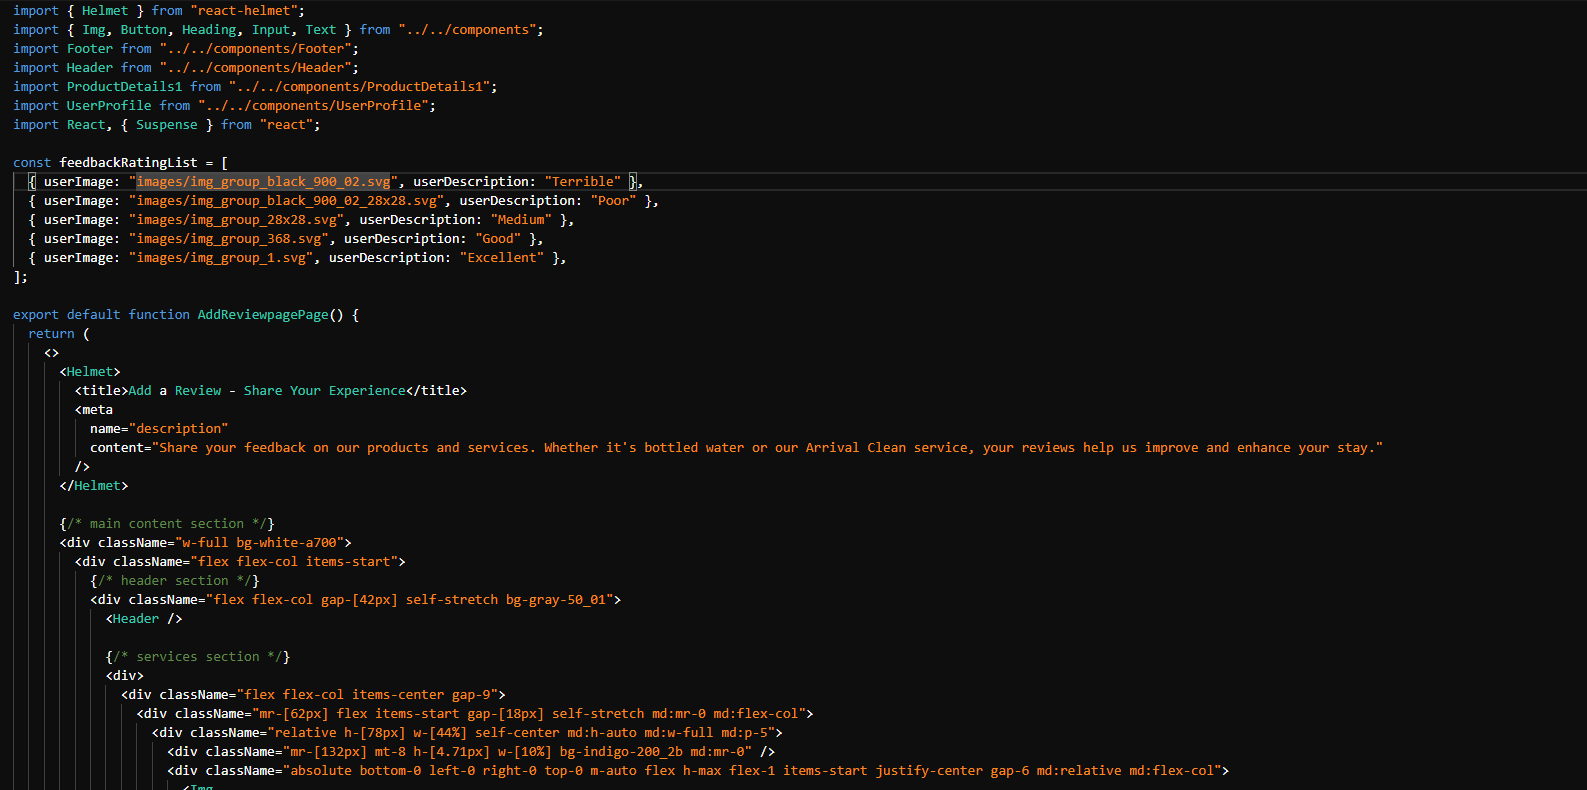 import { Helmet } from "react-helmet";
import { Img, Button, Heading, Input, Text } from "../../components";
import Footer from "../../components/Footer";
import Header from "../../components/Header";
import ProductDetails1 from "../../components/ProductDetails1";
import UserProfile from "../../components/UserProfile";
import React, { Suspense } from "react";
const feedbackRatingList = [
{ userImage: "images/img_group_black_900_02.svg", userDescription: "Terrible" },
{ userImage: "images/img_group_black_900_02_28x28.svg", userDescription: "Poor" },
{ userImage: "images/img_group_28x28.svg", userDescription: "Medium" },
{ userImage: "images/img_group_368.svg", userDescription: "Good" },
{ userImage: "images/img_group_1.svg", userDescription: "Excellent" },
];
export default function AddReviewpagePage() {
return (
<>
<Helmet>
<title>Add a Review - Share Your Experience</title>
<meta
name="description"
content="Share your feedback on our products and services. Whether it's bottled water or our Arrival Clean service, your reviews help us improve and enhance your stay."
/>
</Helmet>
{/* main content section */}
<div className="w-full bg-white-a700">
<div className="flex flex-col items-start">
{/* header section */}
<div className="flex flex-col gap-[42px] self-stretch bg-gray-50_01">
<Header />
{/* services section */}
<div>
<div className="flex flex-col items-center gap-9">
<div className="mr-[62px] flex items-start gap-[18px] self-stretch md:mr-0 md:flex-col">
<div className="relative h-[78px] w-[44%] self-center md:h-auto md:w-full md:p-5">
<div className="mr-[132px] mt-8 h-[4.71px] w-[10%] bg-indigo-200_2b md:mr-0" />
<div className="absolute bottom-0 left-0 right-0 top-0 m-auto flex h-max flex-1 items-start justify-center gap-6 md:relative md:flex-col">
<Img